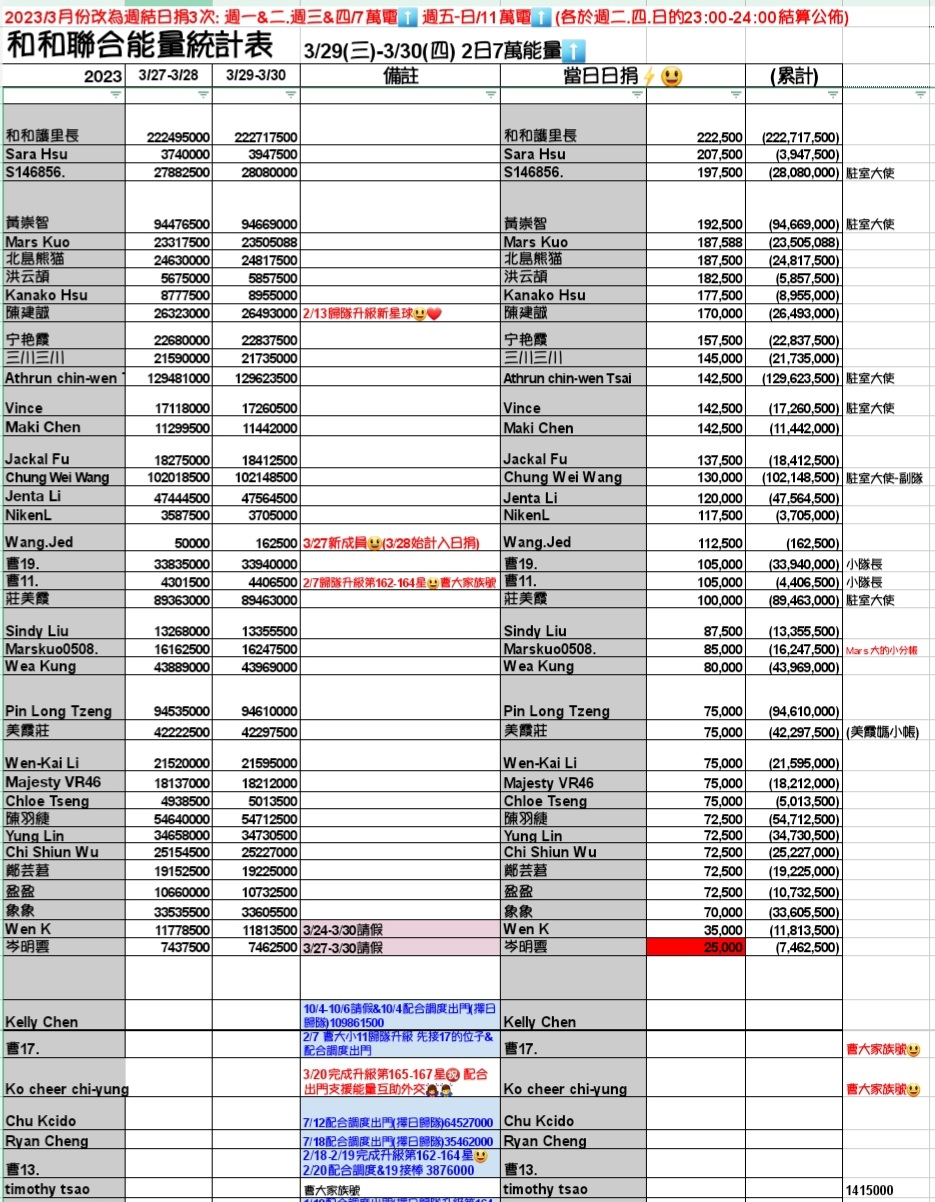 2023/3月份改為週結日捐3次: 週一&二.週三&四/7萬電⬆️ 週五-日/11萬電⬆️ (各於週二.四.日的23:00-24:00結算公佈)
和和聯合能量統計表 3/29(三)-3/30(四) 2日7萬能量⬆️
2023 3/27-3/28 3/29-3/30 備註 當日日捐⚡😃 (累計)
和和護里長 222495000 222717500 和和護里長 222,500 (222,717,500)
Sara Hsu 3740000 3947500 Sara Hsu 207,500 (3,947,500)
S146856. 27882500 28080000 S146856. 197,500 (28,080,000) 駐室大使
黃崇智 94476500 94669000 黃崇智 192,500 (94,669,000) 駐室大使
Mars Kuo 23317500 23505088 Mars Kuo 187,588 (23,505,088)
北島熊猫 24630000 24817500 北島熊猫 187,500 (24,817,500)
洪云頡 5675000 5857500 洪云頡 182,500 (5,857,500)
Kanako Hsu 8777500 8955000 Kanako Hsu 177,500 (8,955,000)
陳建誠 26323000 26493000 2/13歸隊升級新星球😃❤️ 陳建誠 170,000 (26,493,000)
宁艳霞 22680000 22837500 宁艳霞 157,500 (22,837,500)
三川三川 21590000 21735000 三川三川 145,000 (21,735,000)
Athrun chin-wen T 129481000 129623500 Athrun chin-wen Tsai 142,500 (129,623,500) 駐室大使
Vince 17118000 17260500 Vince 142,500 (17,260,500) 駐室大使
Maki Chen 11299500 11442000 Maki Chen 142,500 (11,442,000)
Jackal Fu 18275000 18412500 Jackal Fu 137,500 (18,412,500)
Chung Wei Wang 102018500 102148500 Chung Wei Wang 130,000 (102,148,500) 駐室大使-副隊
Jenta Li 47444500 47564500 Jenta Li 120,000 (47,564,500)
NikenL 3587500 3705000 NikenL 117,500 (3,705,000)
Wang.Jed 50000 162500 3/27新成員😃(3/28始計入日捐) Wang.Jed 112,500 (162,500)
曹19. 33835000 33940000 曹19. 105,000 (33,940,000) 小隊長
曹11. 4301500 4406500 2/7歸隊升級第162-164星😃曹大家族號 曹11. 105,000 (4,406,500) 小隊長
莊美霞 89363000 89463000 莊美霞 100,000 (89,463,000) 駐室大使
Sindy Liu 13268000 13355500 Sindy Liu 87,500 (13,355,500)
Marskuo0508. 16162500 16247500 Marskuo0508. 85,000 (16,247,500) Mars大的小分帳
Wea Kung 43889000 43969000 Wea Kung 80,000 (43,969,000)
Pin Long Tzeng 94535000 94610000 Pin Long Tzeng 75,000 (94,610,000)
美霞莊 42222500 42297500 美霞莊 75,000 (42,297,500) (美霞媽小帳)
Wen-Kai Li 21520000 21595000 Wen-Kai Li 75,000 (21,595,000)
Majesty VR46 18137000 18212000 Majesty VR46 75,000 (18,212,000)
Chloe Tseng 4938500 5013500 Chloe Tseng 75,000 (5,013,500)
陳羽緁 54640000 54712500 陳羽緁 72,500 (54,712,500)
Yung Lin 34658000 34730500 Yung Lin 72,500 (34,730,500)
Chi Shiun Wu 25154500 25227000 Chi Shiun Wu 72,500 (25,227,000)
鄭芸莙 19152500 19225000 鄭芸莙 72,500 (19,225,000)
盈盈 10660000 10732500 盈盈 72,500 (10,732,500)
象象 33535500 33605500 象象 70,000 (33,605,500)
Wen K 11778500 11813500 3/24-3/30請假 Wen K 35,000 (11,813,500)
岑明雲 7437500 7462500 3/27-3/30請假 岑明雲 25,000 (7,462,500)
10/4-10/6請假&10/4配合調度出門(擇日
Kelly Chen 歸隊)109861500 Kelly Chen
2/7 曹大小11歸隊升級 先接17的位子&
曹17. 配合調度出門 曹17. 曹大家族號😃
3/20完成升級第165-167星㊗️ 配合
Ko cheer chi-yung 出門支援能量互助外交 Ko cheer chi-yung 曹大家族號😃
Chu Kcido 7/12配合調度出門(擇日歸隊)64527000 Chu Kcido
Ryan Cheng 7/18配合調度出門(擇日歸隊)35462000 Ryan Cheng
2/18-2/19完成升級第162-164星😃
曹13. 2/20配合調度&19接棒 3876000 曹13.
timothy tsao 曹大家族號 timothy tsao 1415000